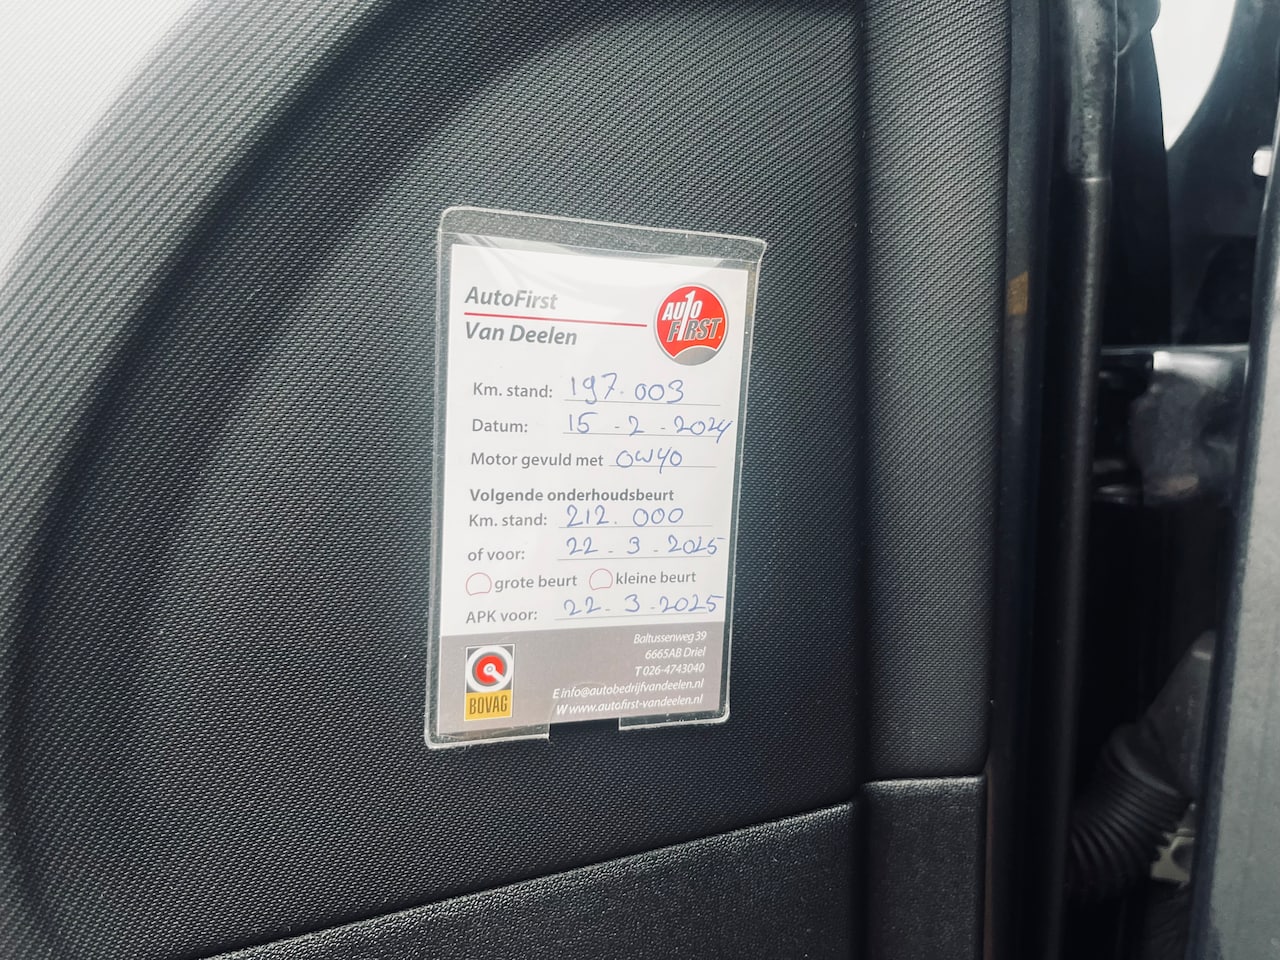 AutoFirst
Van Deelen
AUTO
FIRST
Km. stand: 197.003
Datum: 15-2-2024
Motor gevuld met 0W40
Volgende onderhoudsbeurt
Km. stand: 212.000
of voor: 22-3-2025
grote beurt kleine beurt
APK voor: 22-3-2025
BOVAG
Baltussenweg 39
6665AB Driel
T 026-4743040
E info@autobedrijfvandeelen.nl
W www.autofirst-vandeelen.nl